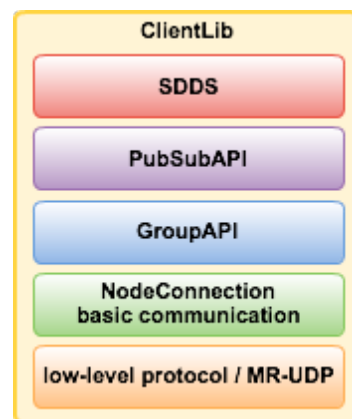 ClientLib
SDDS
PubSubAPI
GroupAPI
NodeConnection
basic communication
low-level protocol / MR-UDP